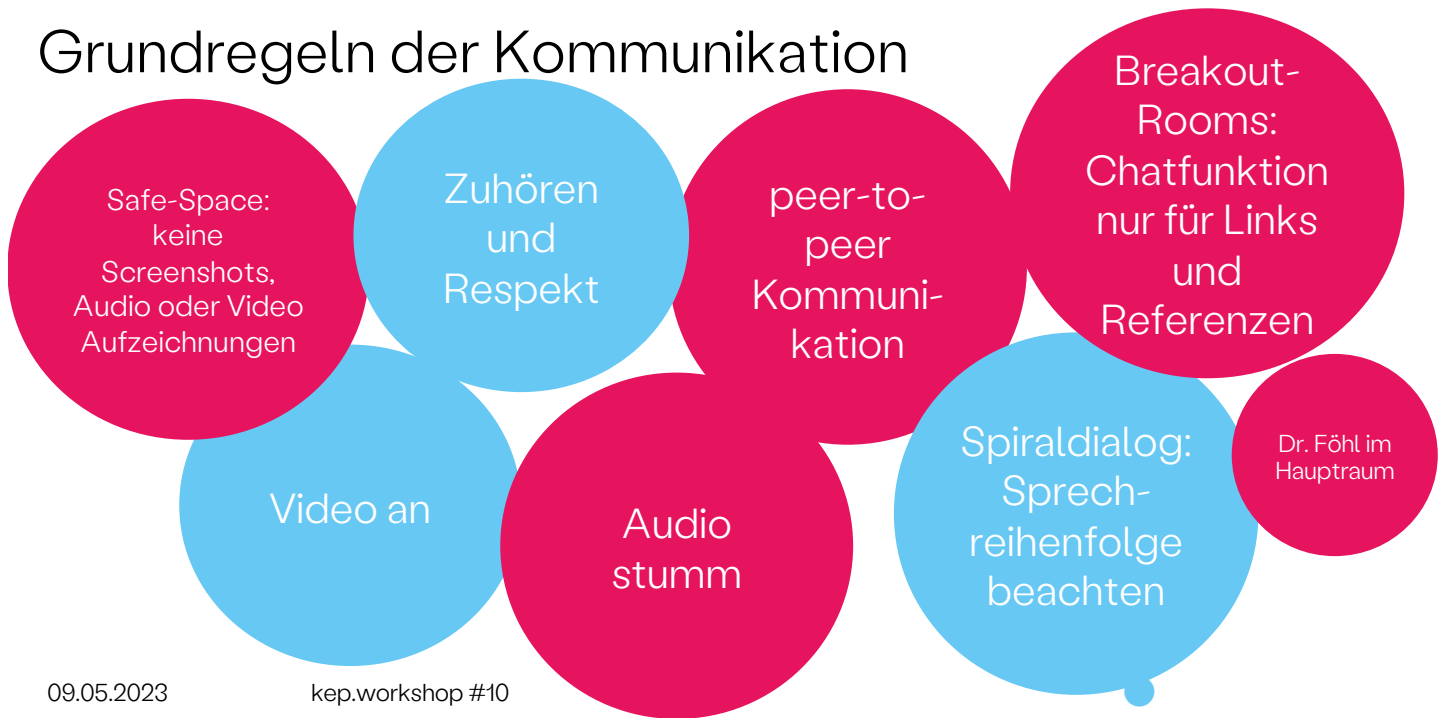 Grundregeln der Kommunikation
Safe-Space:
keine
Screenshots,
Audio oder Video
Aufzeichnungen
Zuhören
und
Respekt
peer-to-
peer
Kommuni-
kation
Breakout-
Rooms:
Chatfunktion
nur für Links
und
Referenzen
Video an
Audio
stumm
Spiraldialog:
Sprech-
reihenfolge
beachten
Dr. Föhl im
Hauptraum
09.05.2023
kep.workshop #10